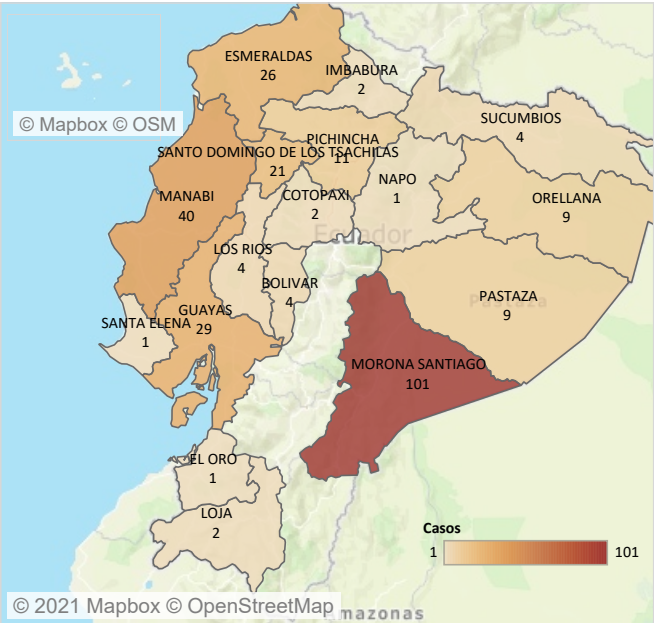 © Mapbox © OSM
ESMERALDAS
26
IMBABURA
2
SUCUMBIOS
4
PICHINCHA
11
SANTO DOMINGO DE LOS TSACHILAS
21
MANABI
40
COTOPAXI
2
NAPO
1
ORELLANA
9
Ecuador
LOS RIOS
4
BOLIVAR
4
PASTAZA
Pastaza
9
SANTA ELENA
1
GUAYAS
29
MORONA SANTIAGO
101
EL ORO
1
LOJA
2
Casos
1
101
© 2021 Mapbox © OpenStreetMap
Amazonas